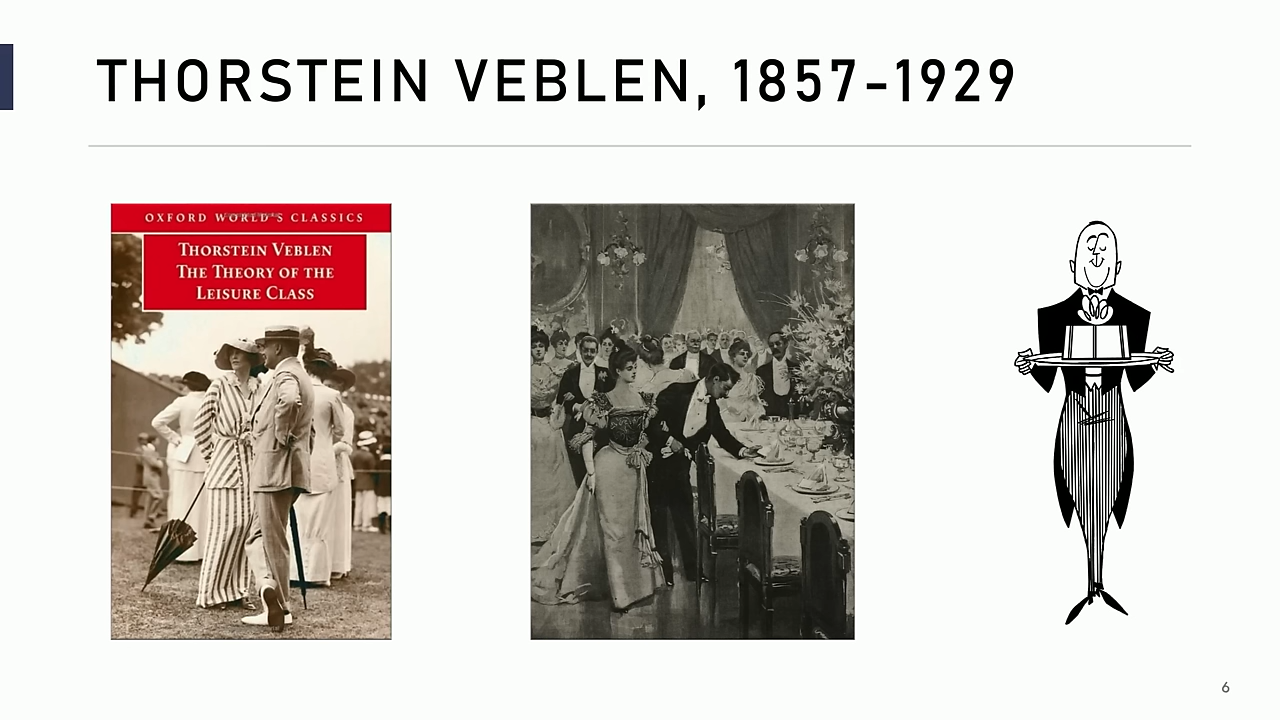 THORSTEIN VEBLEN, 1857-1929
OXFORD WORLD'S CLASSICS
THORSTEIN VEBLEN
THE THEORY OF THE
LEISURE CLASS
6